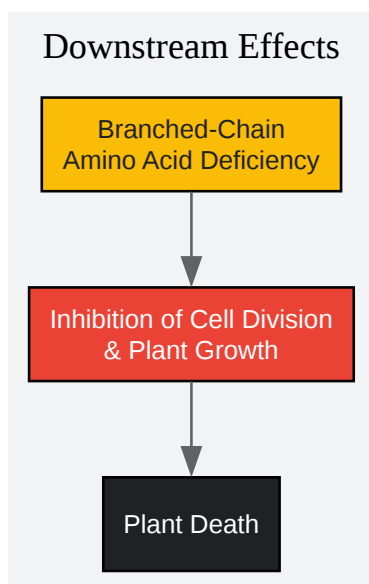 Downstream Effects
Branched-Chain
Amino Acid Deficiency
Inhibition of Cell Division
& Plant Growth
Plant Death